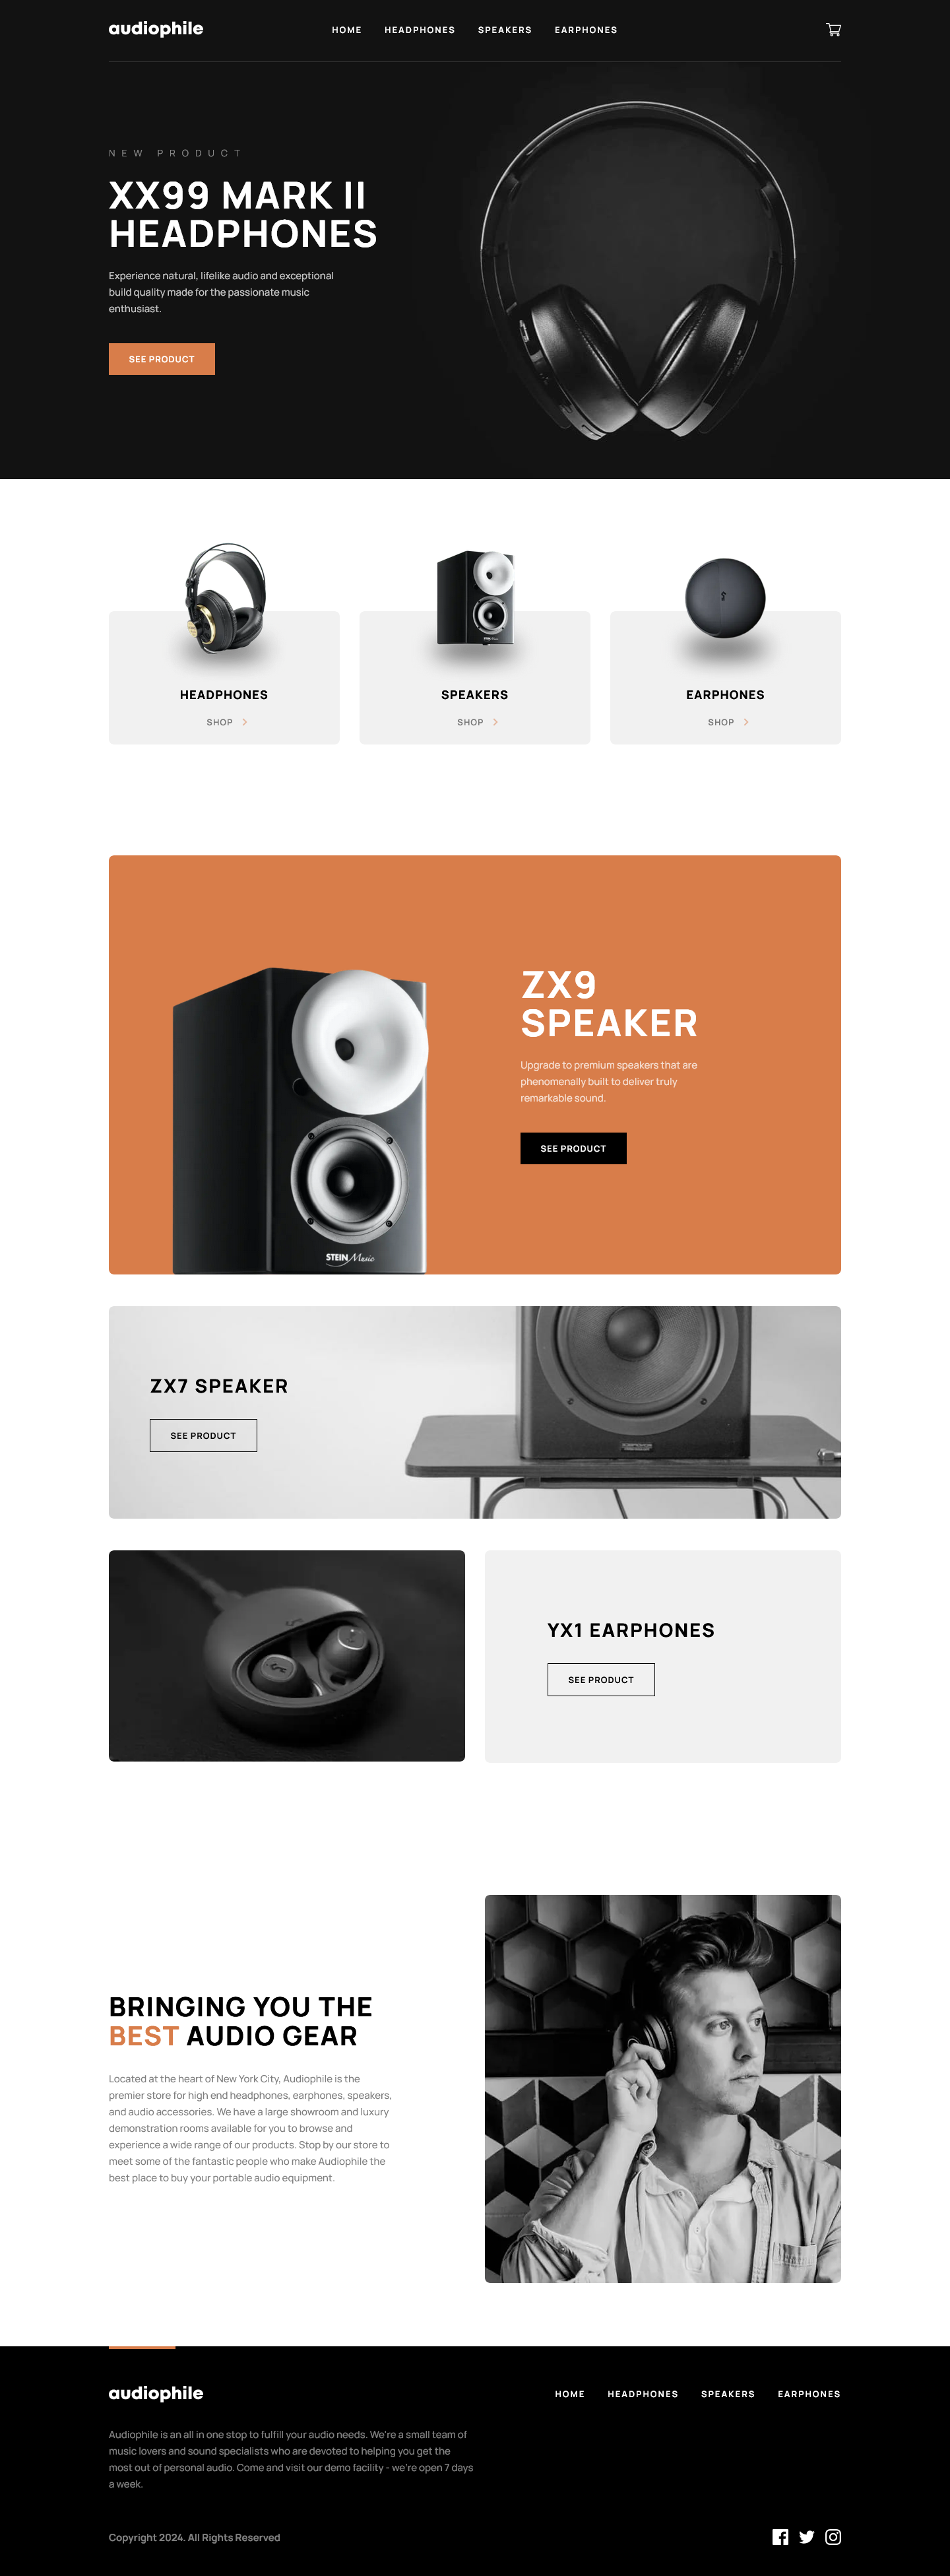 audiophile
HOME HEADPHONES SPEAKERS EARPHONES
NEW PRODUCT
XX99 MARK II
HEADPHONES
Experience natural, lifelike audio and exceptional
build quality made for the passionate music
enthusiast.
SEE PRODUCT
STEIN Music
HEADPHONES
SHOP
SPEAKERS
SHOP
EARPHONES
SHOP
ZX9
SPEAKER
Upgrade to premium speakers that are
phenomenally built to deliver truly
remarkable sound.
SEE PRODUCT
STEIN Music
ZX7 SPEAKER
SEE PRODUCT
YX1 EARPHONES
SEE PRODUCT
BRINGING YOU THE
BEST AUDIO GEAR
Located at the heart of New York City, Audiophile is the
premier store for high end headphones, earphones, speakers,
and audio accessories. We have a large showroom and luxury
demonstration rooms available for you to browse and
experience a wide range of our products. Stop by our store to
meet some of the fantastic people who make Audiophile the
best place to buy your portable audio equipment.
audiophile
HOME HEADPHONES SPEAKERS EARPHONES
Audiophile is an all in one stop to fulfill your audio needs. We're a small team of
music lovers and sound specialists who are devoted to helping you get the
most out of personal audio. Come and visit our demo facility - we're open 7 days
a week.
Copyright 2024. All Rights Reserved